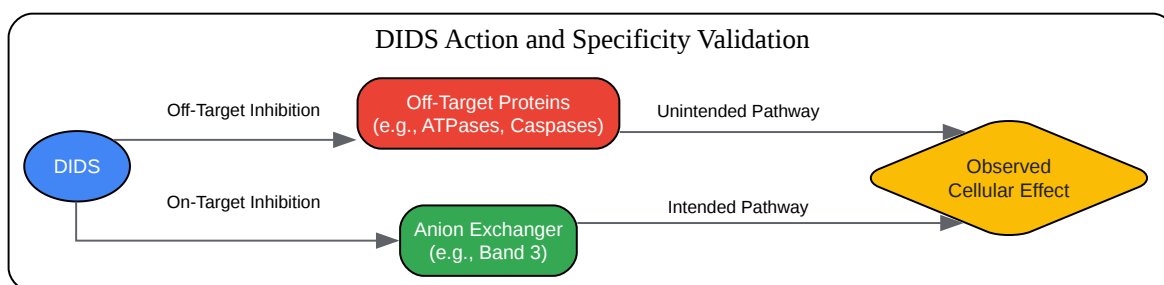 DIDS Action and Specificity Validation
Off-Target Inhibition
Off-Target Proteins
(e.g., ATPases, Caspases)
Unintended Pathway
DIDS
Observed
Cellular Effect
On-Target Inhibition
Anion Exchanger
(e.g., Band 3)
Intended Pathway